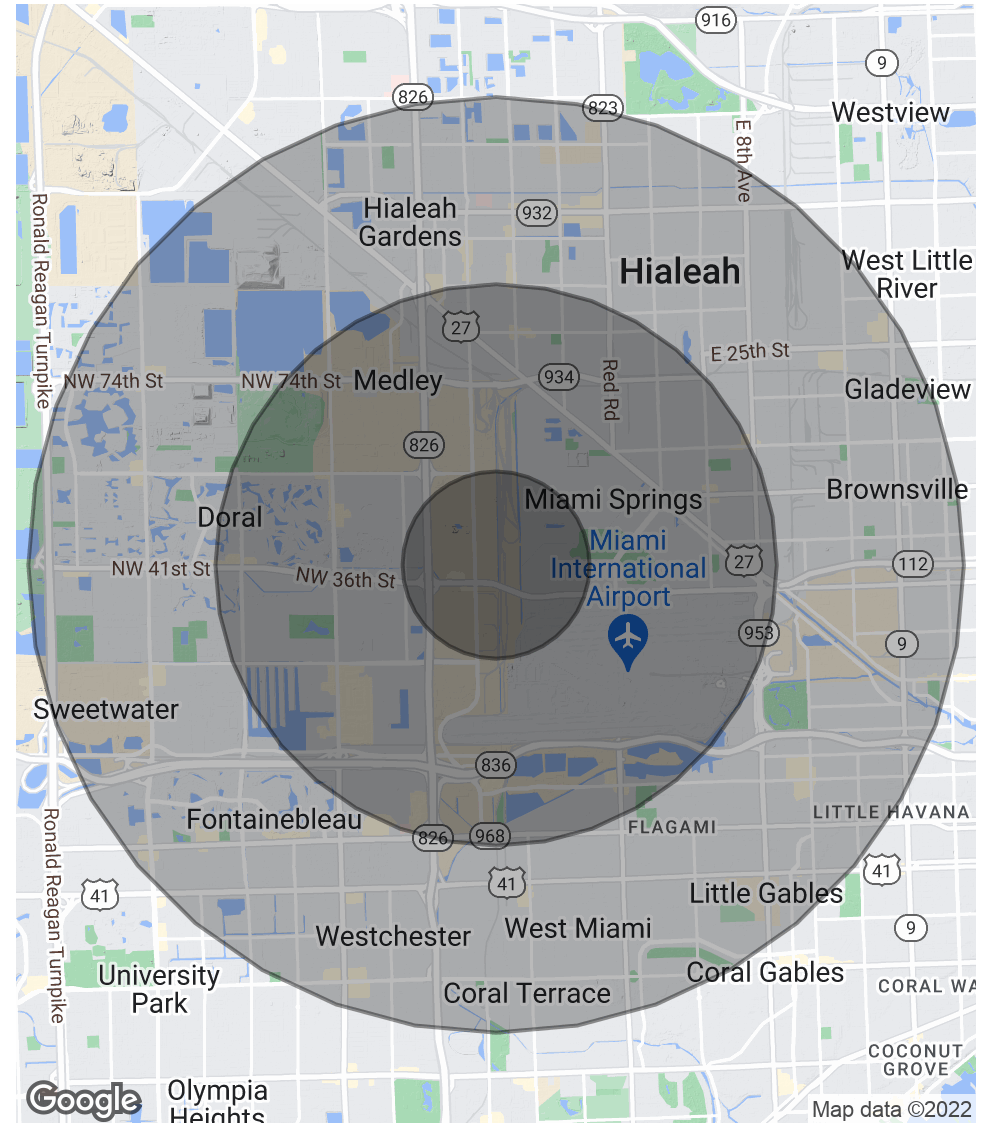 916
9
826
823
Westview
E 8th Ave
Ronald Reagan Turnpike
Hialeah
Gardens
932
Hialeah
West Little
River
27
E 25th St
NW 74th St
NW 74th St
Medley
934
Red Rd
Gladeview
826
Miami Springs
Brownsville
Doral
Miami
International
Airport
27
112
NW 41st St
NW 36th St
953
9
Sweetwater
836
Fontainebleau
826
968
FLAGAMI
LITTLE HAVANA
Ronald Reagan Turnpike
41
41
41
Little Gables
Westchester
West Miami
9
University
Park
Coral Gables
Coral Terrace
CORAL WA
COCONUT
GROVE
Olympia
Heights
Google
Map data ©2022